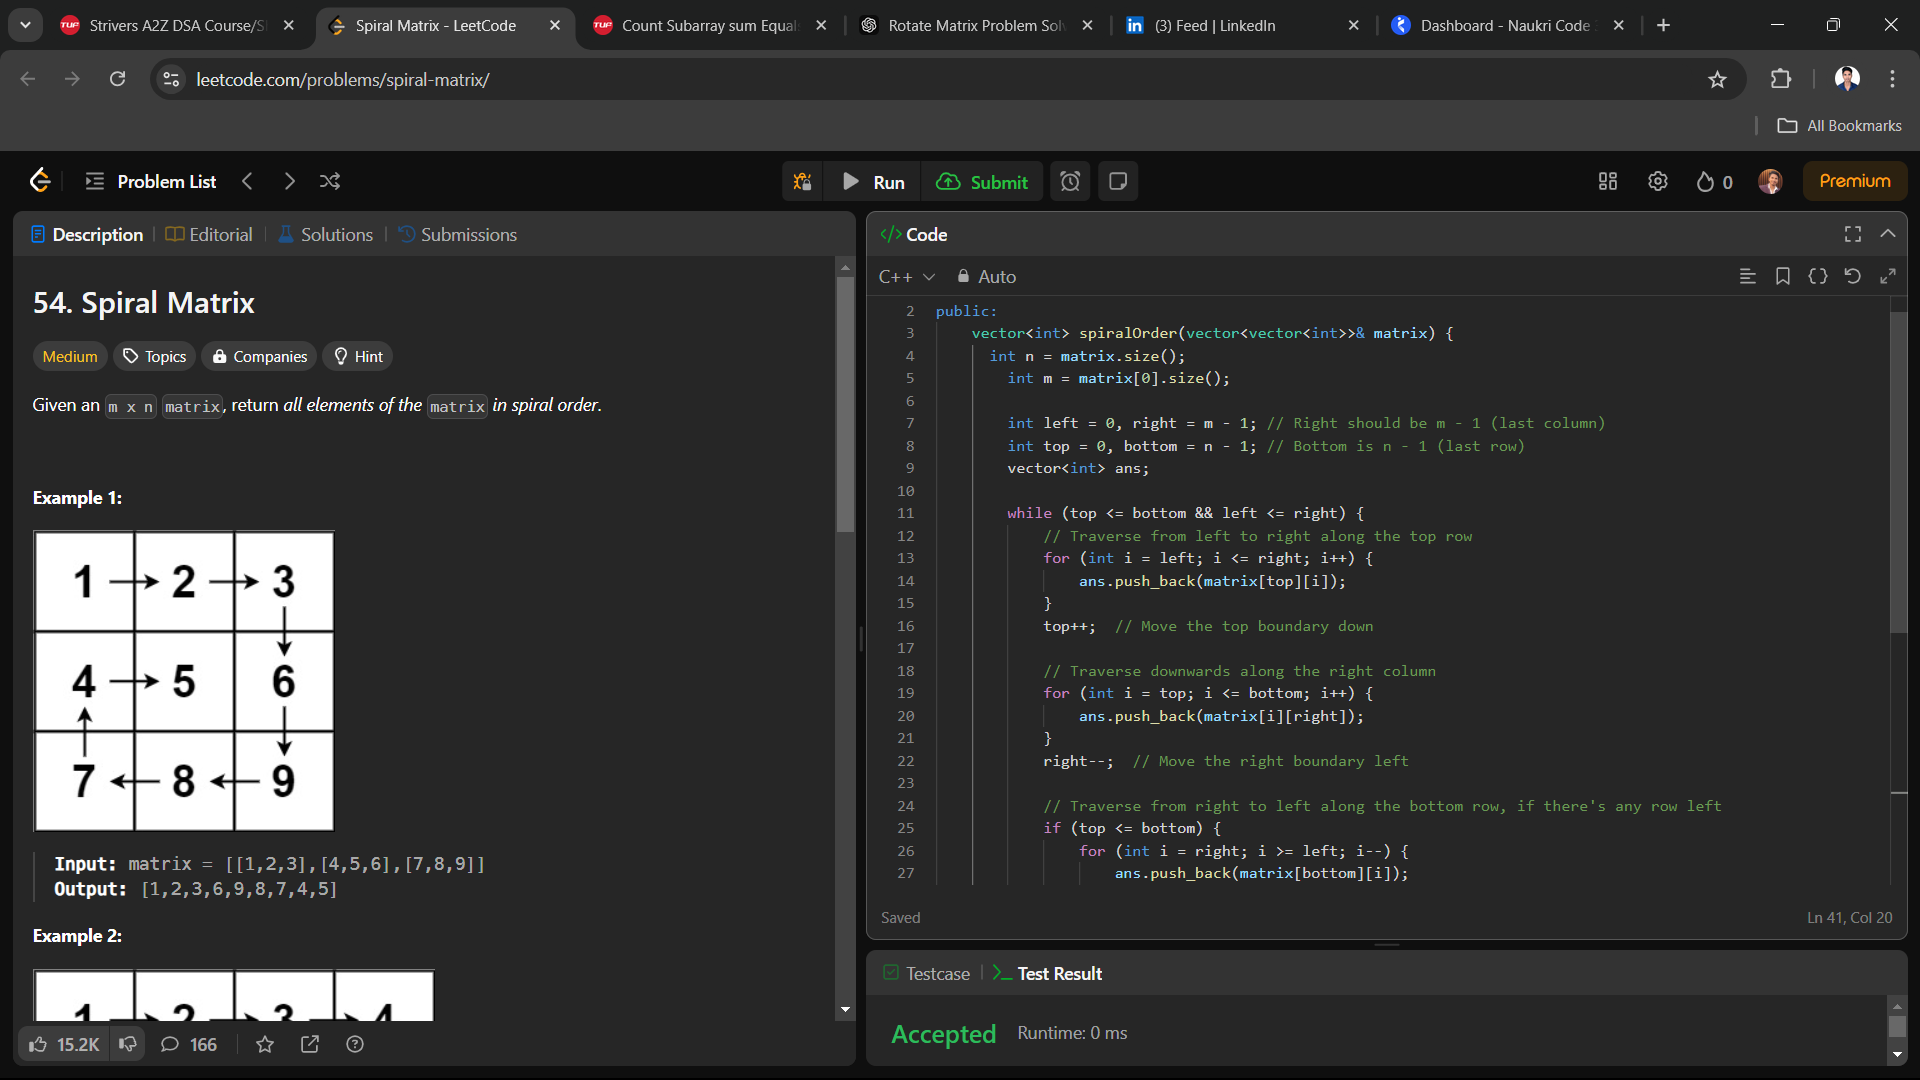 Strivers A2Z DSA Course/S
Spiral Matrix - LeetCode
Count Subarray sum Equal
Rotate Matrix Problem Sol
(3) Feed | LinkedIn
Dashboard - Naukri Code
leetcode.com/problems/spiral-matrix/
All Bookmarks
Problem List
Run
Submit
0
Premium
Description
Editorial
Solutions
Submissions
54. Spiral Matrix
Medium
Topics
Companies
Hint
Given an m x n matrix, return all elements of the matrix in spiral order.
Example 1:
1 2 3
4 5 6
7 8 9
Input: matrix = [[1,2,3],[4,5,6],[7,8,9]]
Output: [1,2,3,6,9,8,7,4,5]
Example 2:
1 2 3 4
15.2K
166
</> Code
C++
Auto
2 public:
3 vector<int> spiralOrder(vector<vector<int>>& matrix) {
4 int n = matrix.size();
5 int m = matrix[0].size();
6
7 int left = 0, right = m - 1; // Right should be m - 1 (last column)
8 int top = 0, bottom = n - 1; // Bottom is n - 1 (last row)
9 vector<int> ans;
10
11 while (top <= bottom && left <= right) {
12 // Traverse from left to right along the top row
13 for (int i = left; i <= right; i++) {
14 ans.push_back(matrix[top][i]);
15 }
16 top++; // Move the top boundary down
17
18 // Traverse downwards along the right column
19 for (int i = top; i <= bottom; i++) {
20 ans.push_back(matrix[i][right]);
21 }
22 right--; // Move the right boundary left
23
24 // Traverse from right to left along the bottom row, if there's any row left
25 if (top <= bottom) {
26 for (int i = right; i >= left; i--) {
27 ans.push_back(matrix[bottom][i]);
Saved
Ln 41, Col 20
Testcase
Test Result
Accepted
Runtime: 0 ms